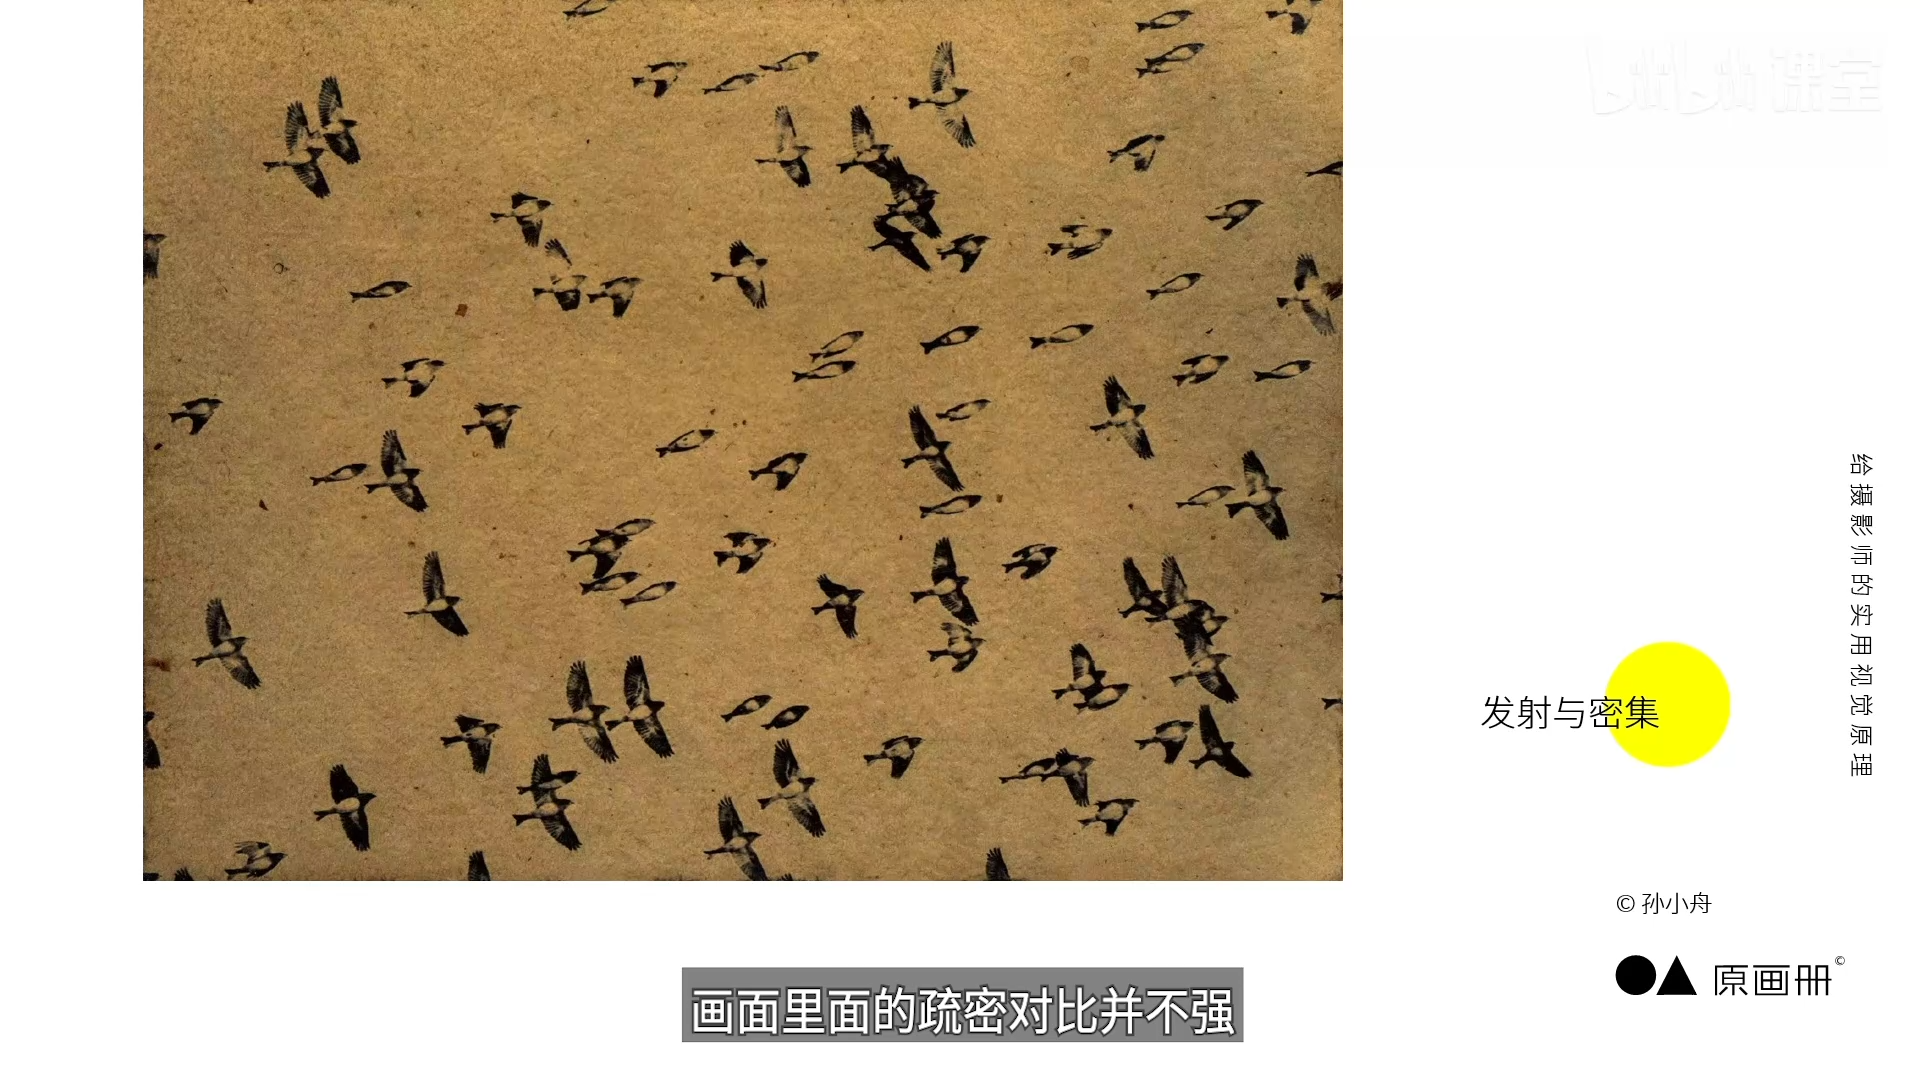 bilibili课堂
给摄影师的实用视觉原理
发射与密集
© 孙小舟
原画册©
画面里面的疏密对比并不强